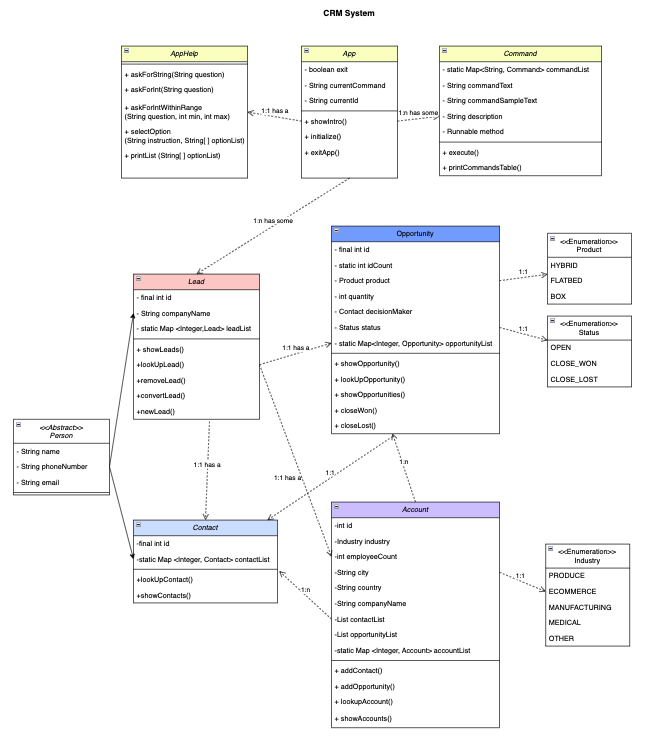 CRM System
AppHelp
+ askForString(String question)
+ askForInt(String question)
+ askForIntWithinRange
(String question, int min, int max)
+ selectOption
(String instruction, String[ ] optionList)
+ printList (String[ ] optionList)
1:1 has a
App
- boolean exit
- String currentCommand
- String currentId
+ showIntro()
+ initialize()
+ exitApp()
1:n has some
Command
- static Map<String, Command> commandList
- String commandText
- String commandSampleText
- String description
- Runnable method
+ execute()
+ printCommandsTable()
1:n has some
Lead
- final int id
- String companyName
- static Map <Integer,Lead> leadList
+ showLeads()
+lookUpLead()
+removeLead()
+convertLead()
+newLead()
1:1 has a
Opportunity
- final int id
- static int idCount
- Product product
- int quantity
- Contact decisionMaker
- Status status
- static Map<Integer, Opportunity> opportunityList
+ showOpportunity()
+ lookUpOpportunity()
+ showOpportunities()
+ closeWon()
+ closeLost()
1:1
<<Enumeration>>
Product
HYBRID
FLATBED
BOX
1:1
<<Enumeration>>
Status
OPEN
CLOSE_WON
CLOSE_LOST
<<Abstract>>
Person
- String name
- String phoneNumber
- String email
1:1 has a
1:1 has a
1:1
1:n
Contact
-final int id
-static Map <Integer, Contact> contactList
+lookUpContact()
+showContacts()
1:n
Account
-int id
-Industry industry
-int employeeCount
-String city
-String country
-String companyName
-List contactList
-List opportunityList
-static Map <Integer, Account> accountList
+ addContact()
+ addOpportunity()
+ lookupAccount()
+ showAccounts()
1:1
<<Enumeration>>
Industry
PRODUCE
ECOMMERCE
MANUFACTURING
MEDICAL
OTHER